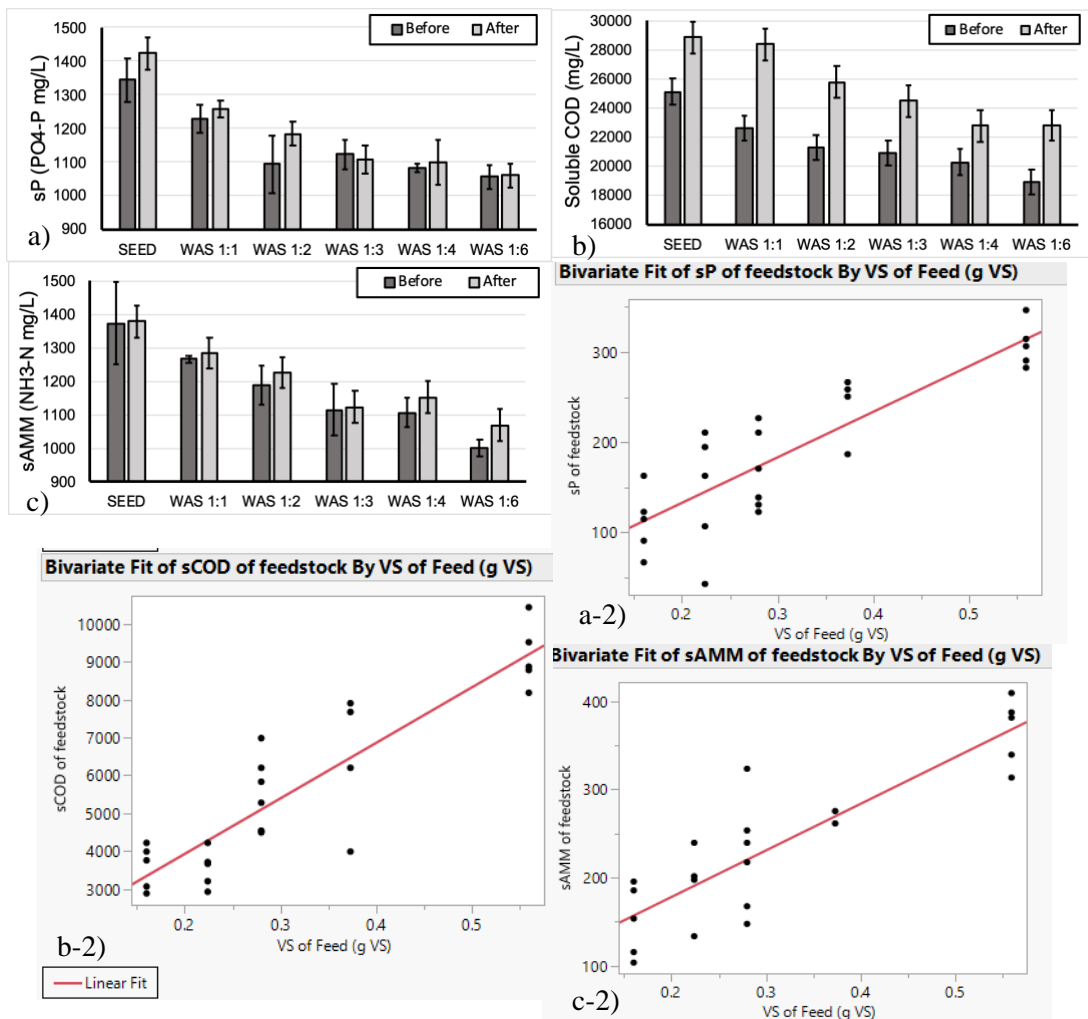 1500
1400
1300
1200
1100
1000
900
sP (PO4-P mg/L)
Before After
SEED WAS 1:1 WAS 1:2 WAS 1:3 WAS 1:4 WAS 1:6
a)
30000
28000
26000
24000
22000
20000
18000
16000
Soluble COD (mg/L)
Before After
SEED WAS 1:1 WAS 1:2 WAS 1:3 WAS 1:4 WAS 1:6
b)
1500
1400
1300
1200
1100
1000
900
sAMM (NH3-N mg/L)
Before After
SEED WAS 1:1 WAS 1:2 WAS 1:3 WAS 1:4 WAS 1:6
c)
Bivariate Fit of sP of feedstock By VS of Feed (g VS)
300
200
100
sP of feedstock
0.2 0.3 0.4 0.5
VS of Feed (g VS)
a-2)
Bivariate Fit of sCOD of feedstock By VS of Feed (g VS)
10000
9000
8000
7000
6000
5000
4000
3000
sCOD of feedstock
0.2 0.3 0.4 0.5
VS of Feed (g VS)
b-2)
Linear Fit
Bivariate Fit of sAMM of feedstock By VS of Feed (g VS)
400
300
200
100
sAMM of feedstock
0.2 0.3 0.4 0.5
VS of Feed (g VS)
c-2)